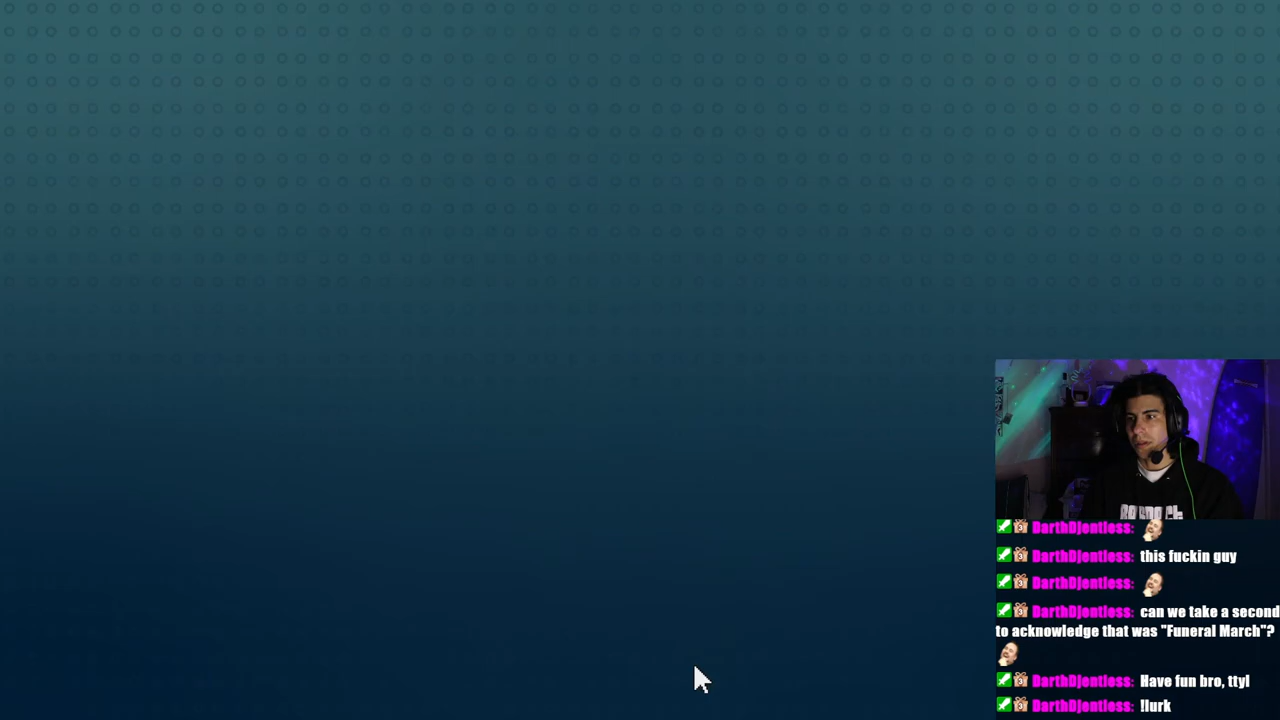 DarthDjentless:
DarthDjentless: this fuckin guy
DarthDjentless:
DarthDjentless: can we take a second
to acknowledge that was "Funeral March"?
DarthDjentless: Have fun bro, ttyl
DarthDjentless: !lurk